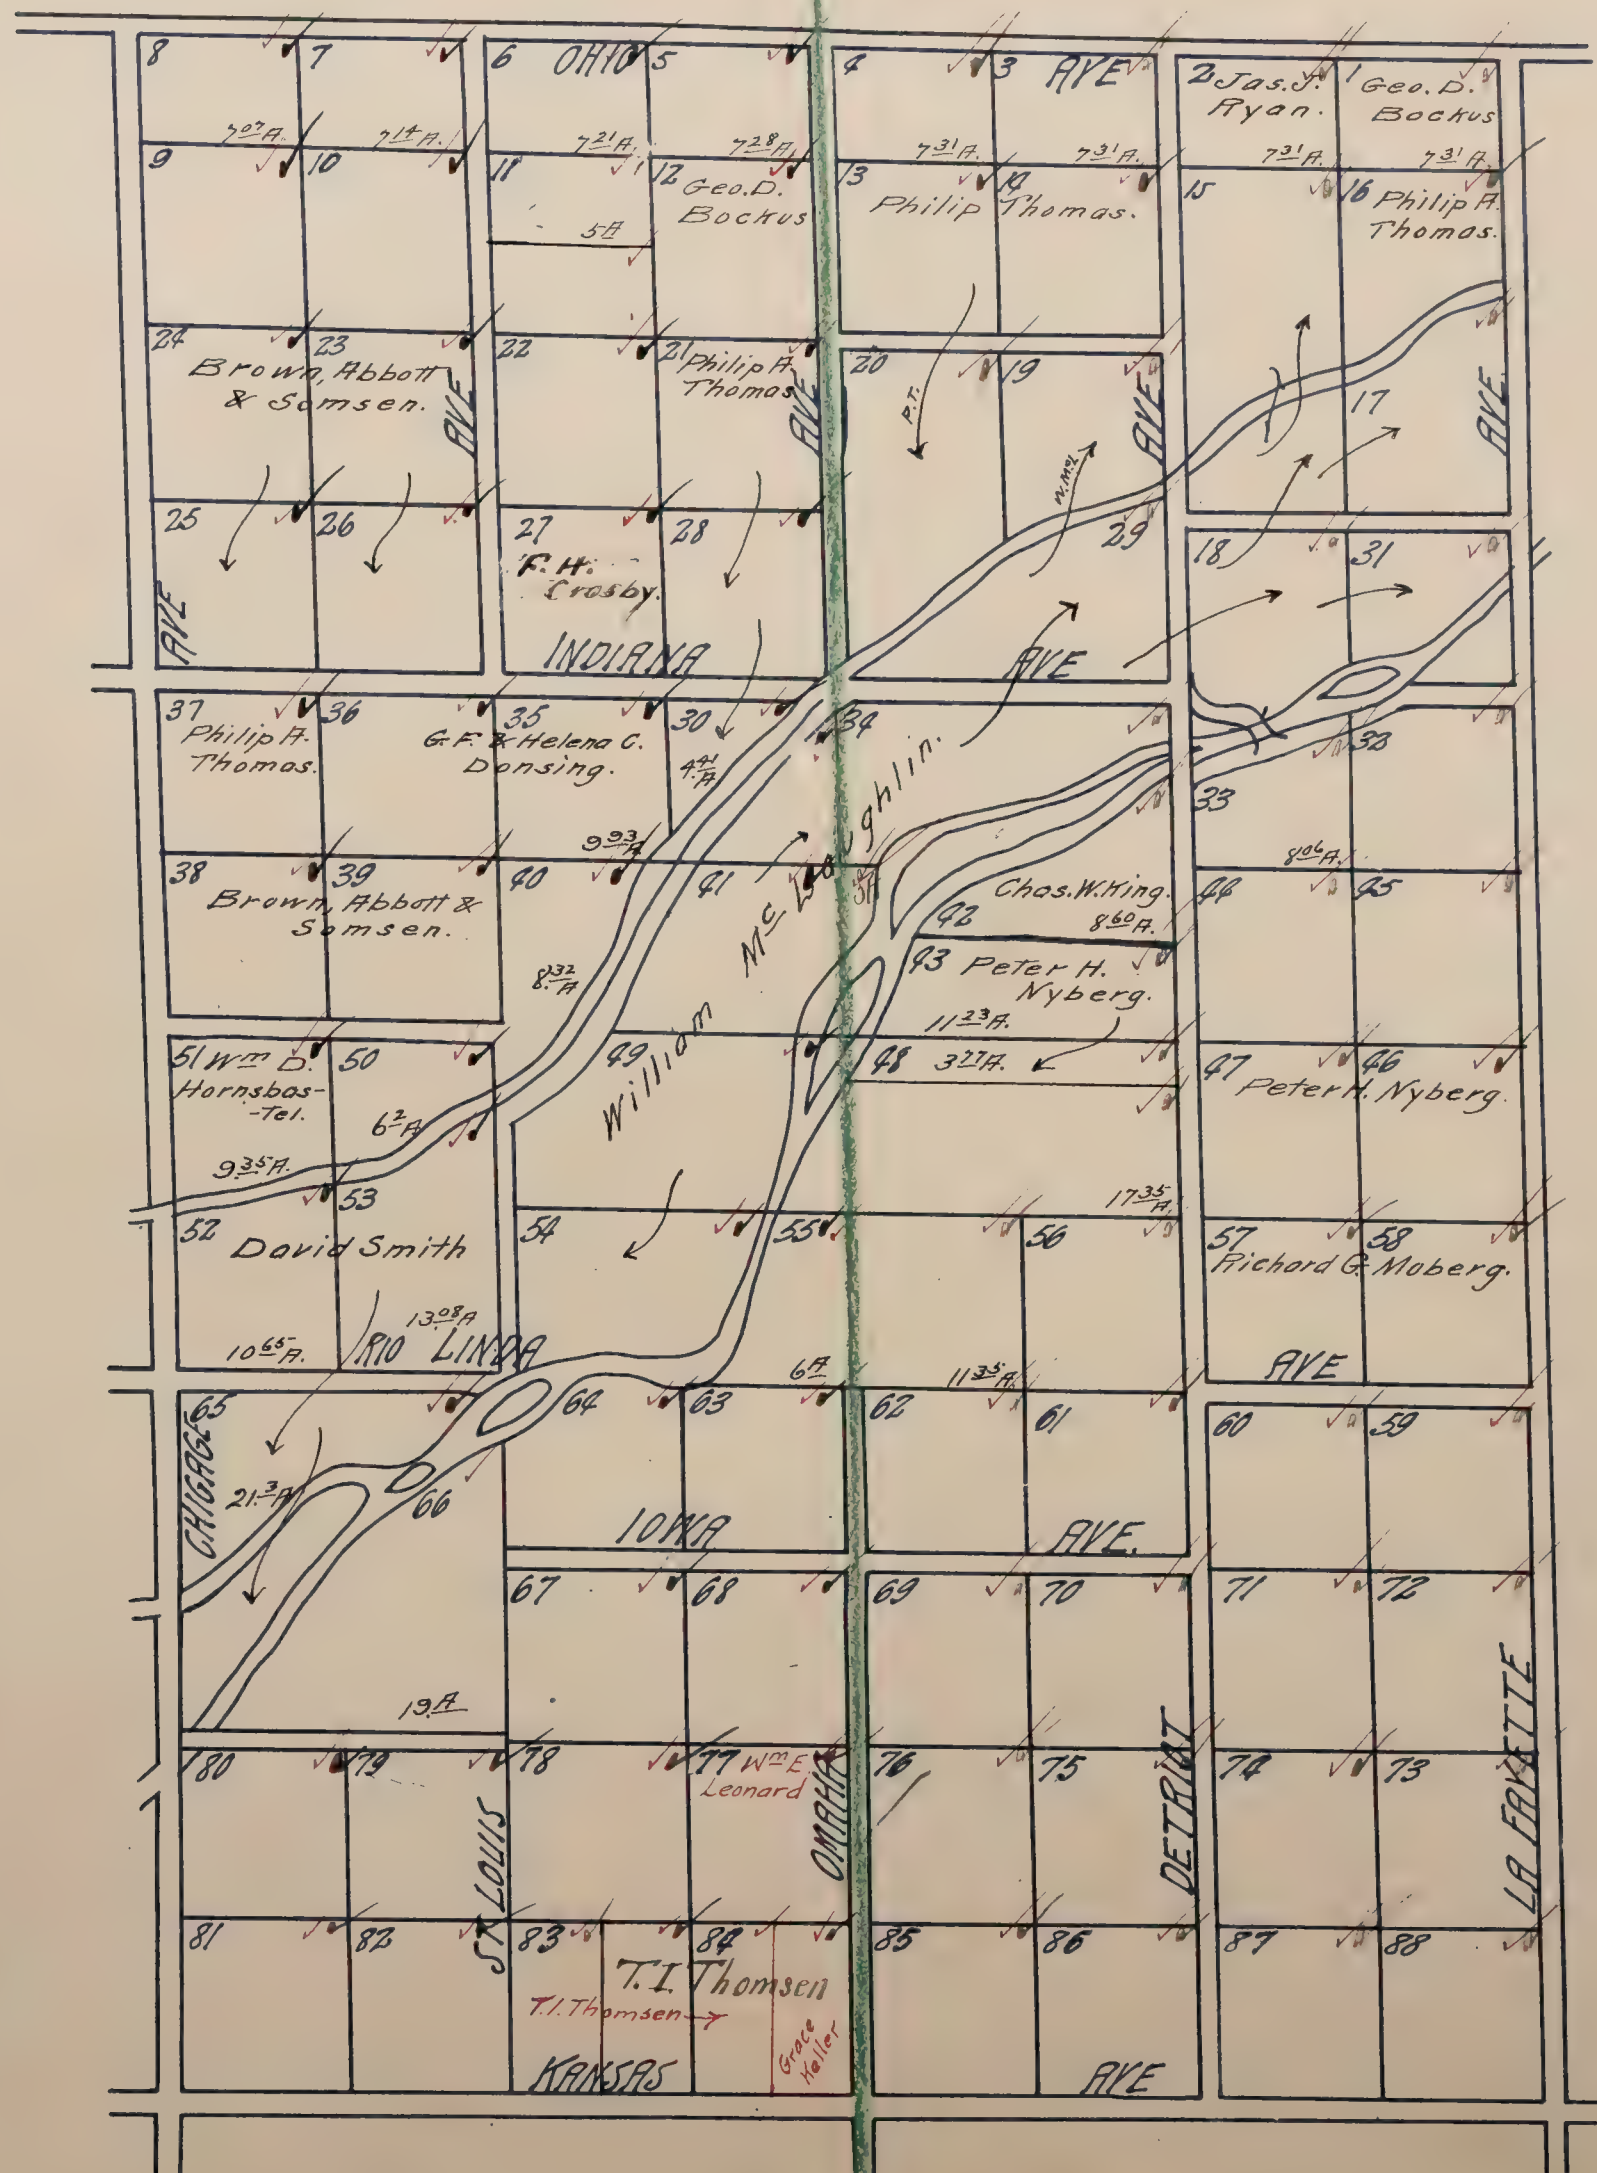 8 7 6 OHIO 5 4 3 AVE 2 Jas. J. 1 Geo. D.
Ryan. Bockus
7 07 A. 7 14 A. 7 21 A. 7 28 A. 7 31 A. 7 31 A. 7 31 A. 7 31 A.
9 10 11 12 13 14 15 16
Geo. D.
Bockus
Philip Thomas.
Philip A.
Thomas.
5 A
24 23 22 21 20 19
Brown, Abbott
& Somsen.
Philip A.
Thomas
P.T.
17
AVE AVE AVE AVE
W. McL
25 26 27 28 29 18 31
F. H.
Crosby.
AVE
INDIANA AVE
37 36 35 30 34 32
Philip A.
Thomas.
G. F. & Helena C.
Donsing.
4 41 A
33
9 93 A
8 06 A.
38 39 40 41 42 44 45
Brown, Abbott &
Somsen.
William McLaughlin.
Chas. W. King.
8 60 A.
8 32 A
43 Peter H.
Nyberg.
11 23 A.
51 Wm D. 50 49 48 3 77 A. 47 46
Hornsbas-
-Tel.
Peter H. Nyberg.
6 2 A
9 35 A.
53
17 35 A
52 54 55 56 57 58
David Smith
Richard G. Moberg.
13 08 A
10 65 A.
RIO LINDA AVE
6 A 11 35 A
65 64 63 62 61 60 59
CHIGAGE
21 3 A
66
IOWA AVE.
67 68 69 70 71 72
19 A
80 79 78 77 Wm E. 76 75 74 73
Leonard
ST LOUIS OMAHA DETRIAT LA FAYETTE
81 82 83 84 85 86 87 88
T. I. Thomsen
T. I. Thomsen
Grace
Keller
KANSAS AVE